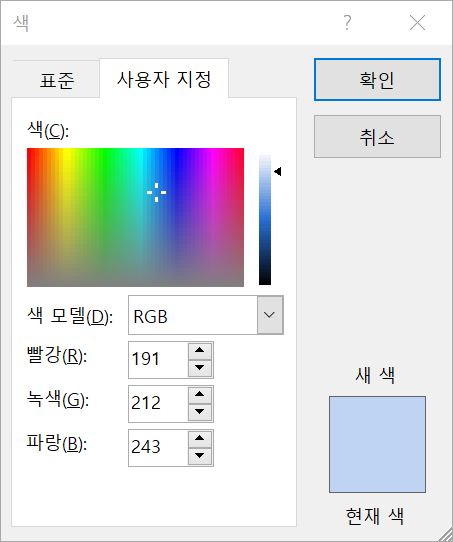 색
?
표준
사용자 지정
확인
취소
색(C):
색 모델(D):
RGB
빨강(R):
191
녹색(G):
212
파랑(B):
243
새 색
현재 색